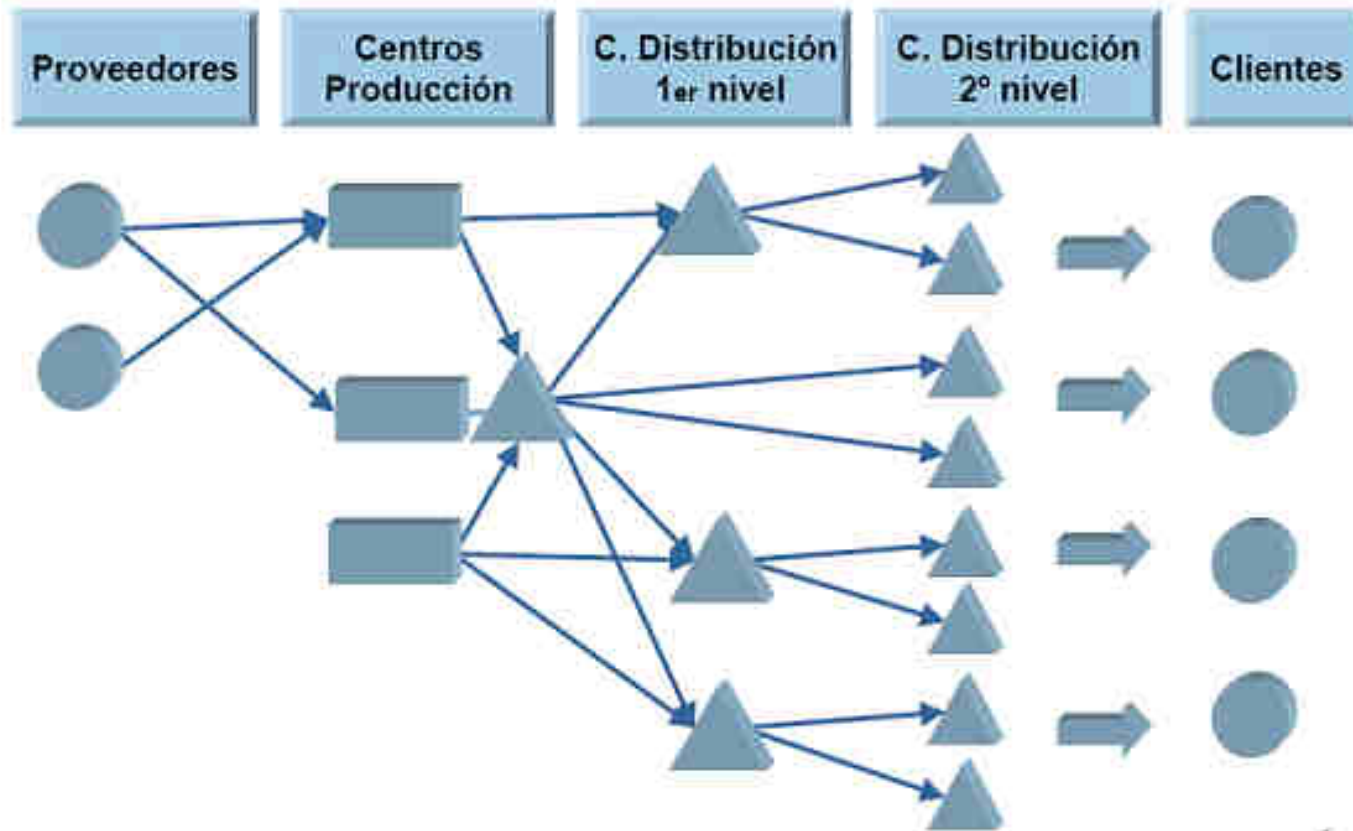 Proveedores
Centros
Producción
C. Distribución
1er nivel
C. Distribución
2º nivel
Clientes